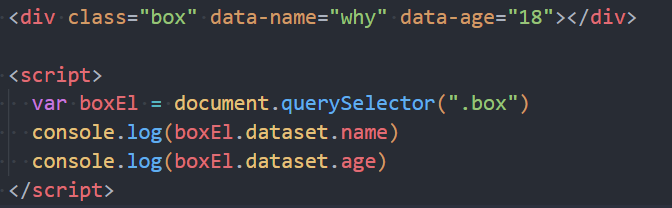 <div class="box" data-name="why" data-age="18"></div>
<script>
var boxEl = document.querySelector(".box")
console.log(boxEl.dataset.name)
console.log(boxEl.dataset.age)
</script>